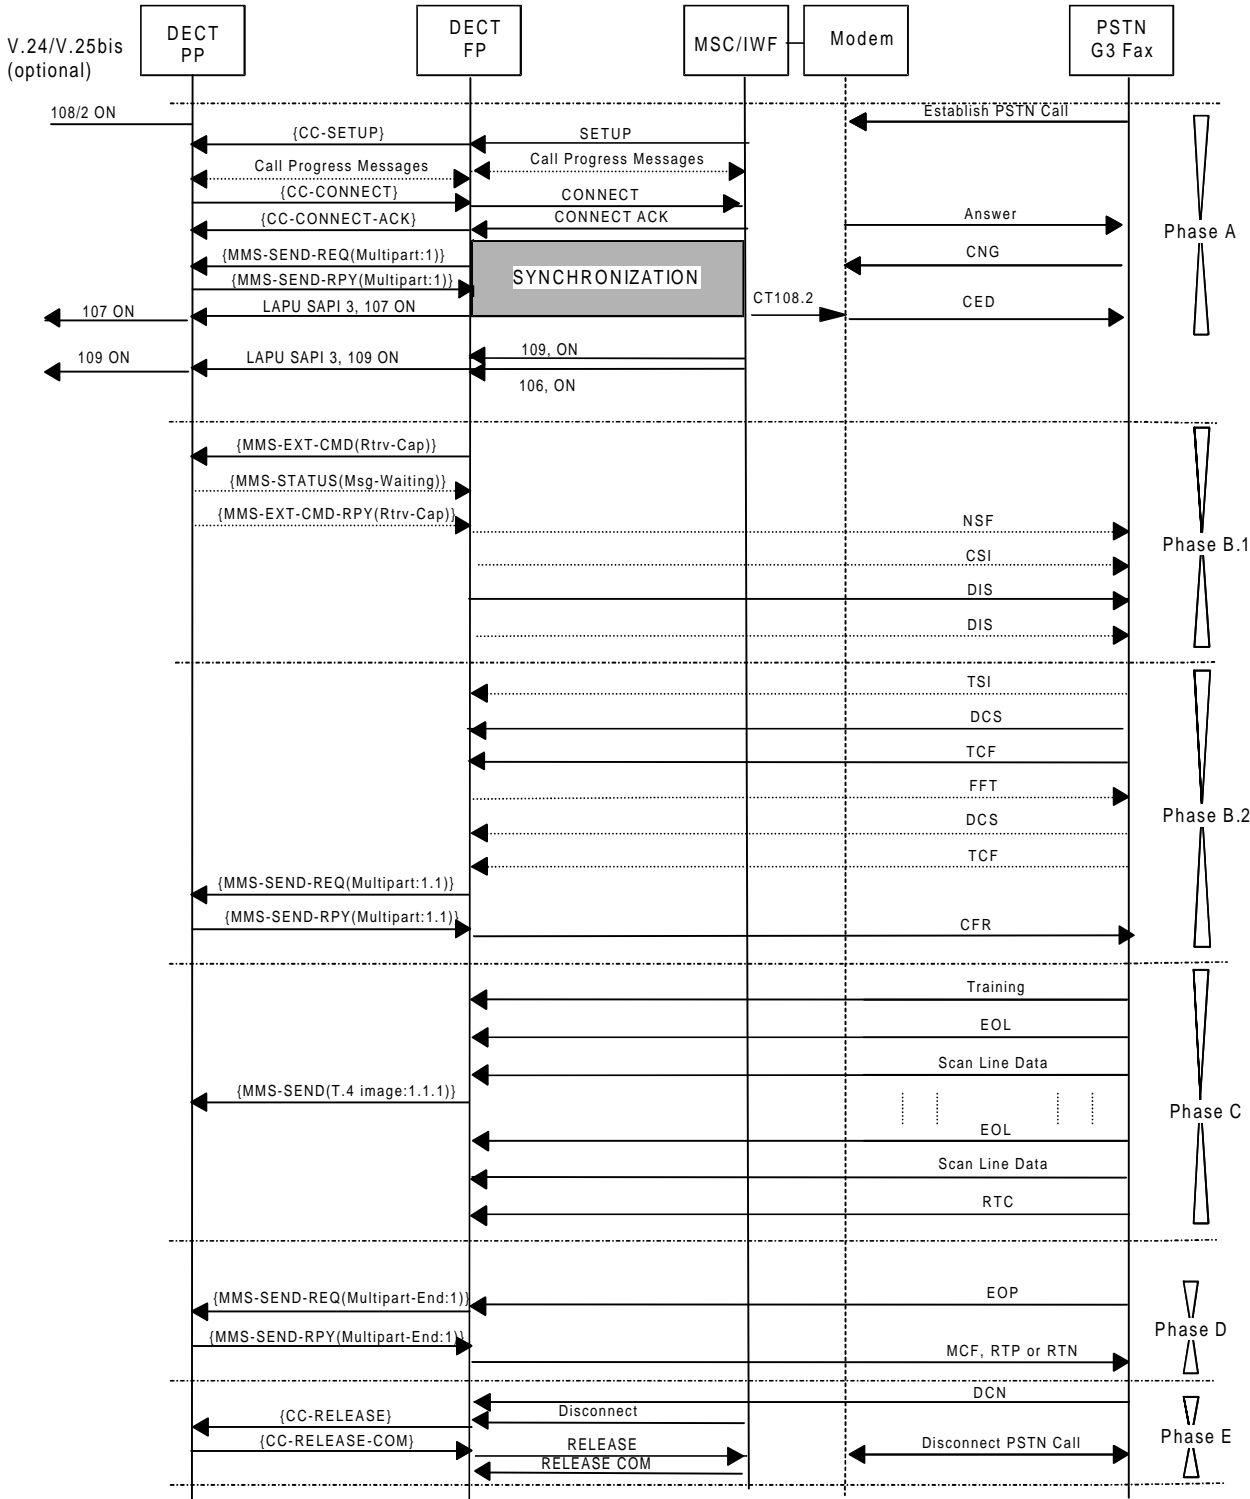 V.24/V.25bis
(optional)
DECT
PP
DECT
FP
MSC/IWF
Modem
PSTN
G3 Fax
108/2 ON
Establish PSTN Call
{CC-SETUP}
SETUP
Call Progress Messages
Call Progress Messages
{CC-CONNECT}
CONNECT
{CC-CONNECT-ACK}
CONNECT ACK
Answer
Phase A
{MMS-SEND-REQ(Multipart:1)}
CNG
SYNCHRONIZATION
{MMS-SEND-RPY(Multipart:1)}
107 ON
LAPU SAPI 3, 107 ON
CT108.2
CED
109 ON
LAPU SAPI 3, 109 ON
109, ON
106, ON
{MMS-EXT-CMD(Rtrv-Cap)}
{MMS-STATUS(Msg-Waiting)}
{MMS-EXT-CMD-RPY(Rtrv-Cap)}
NSF
Phase B.1
CSI
DIS
DIS
TSI
DCS
TCF
FFT
Phase B.2
DCS
TCF
{MMS-SEND-REQ(Multipart:1.1)}
{MMS-SEND-RPY(Multipart:1.1)}
CFR
Training
EOL
Scan Line Data
{MMS-SEND(T.4 image:1.1.1)}
Phase C
EOL
Scan Line Data
RTC
{MMS-SEND-REQ(Multipart-End:1)}
EOP
Phase D
{MMS-SEND-RPY(Multipart-End:1)}
MCF, RTP or RTN
DCN
{CC-RELEASE}
Disconnect
Phase E
{CC-RELEASE-COM}
RELEASE
Disconnect PSTN Call
RELEASE COM